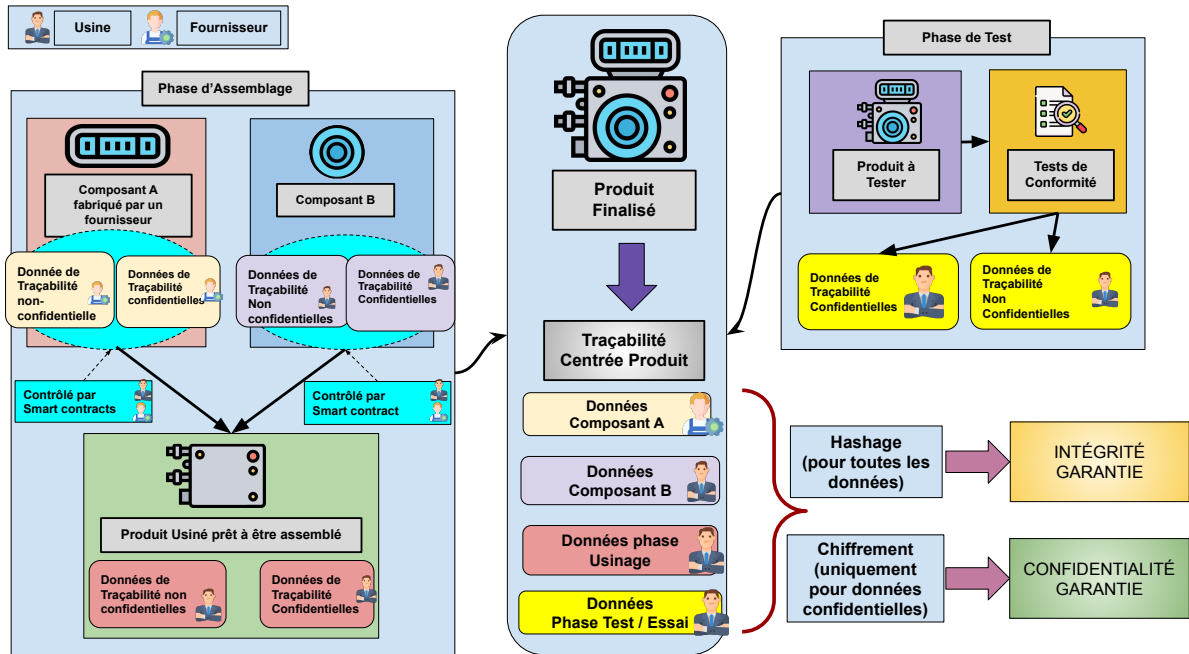 Usine
Fournisseur
Phase d'Assemblage
Composant A
fabriqué par un
fournisseur
Composant B
Donnée de
Traçabilité
non-
confidentielle
Données de
Traçabilité
confidentielles
Données de
Traçabilité
Non
confidentielles
Données de
Traçabilité
Confidentielles
Contrôlé par
Smart contracts
Contrôlé par
Smart contract
Produit Usiné prêt à être assemblé
Données de
Traçabilité non
confidentielles
Données de
Traçabilité
Confidentielles
Produit
Finalisé
Traçabilité
Centrée Produit
Données
Composant A
Données
Composant B
Données phase
Usinage
Données
Phase Test / Essai
Phase de Test
Produit à
Tester
Tests de
Conformité
Données de
Traçabilité
Confidentielles
Données de
Traçabilité
Non
Confidentielles
Hashage
(pour toutes les
données)
INTÉGRITÉ
GARANTIE
Chiffrement
(uniquement
pour données
confidentielles)
CONFIDENTIALITÉ
GARANTIE